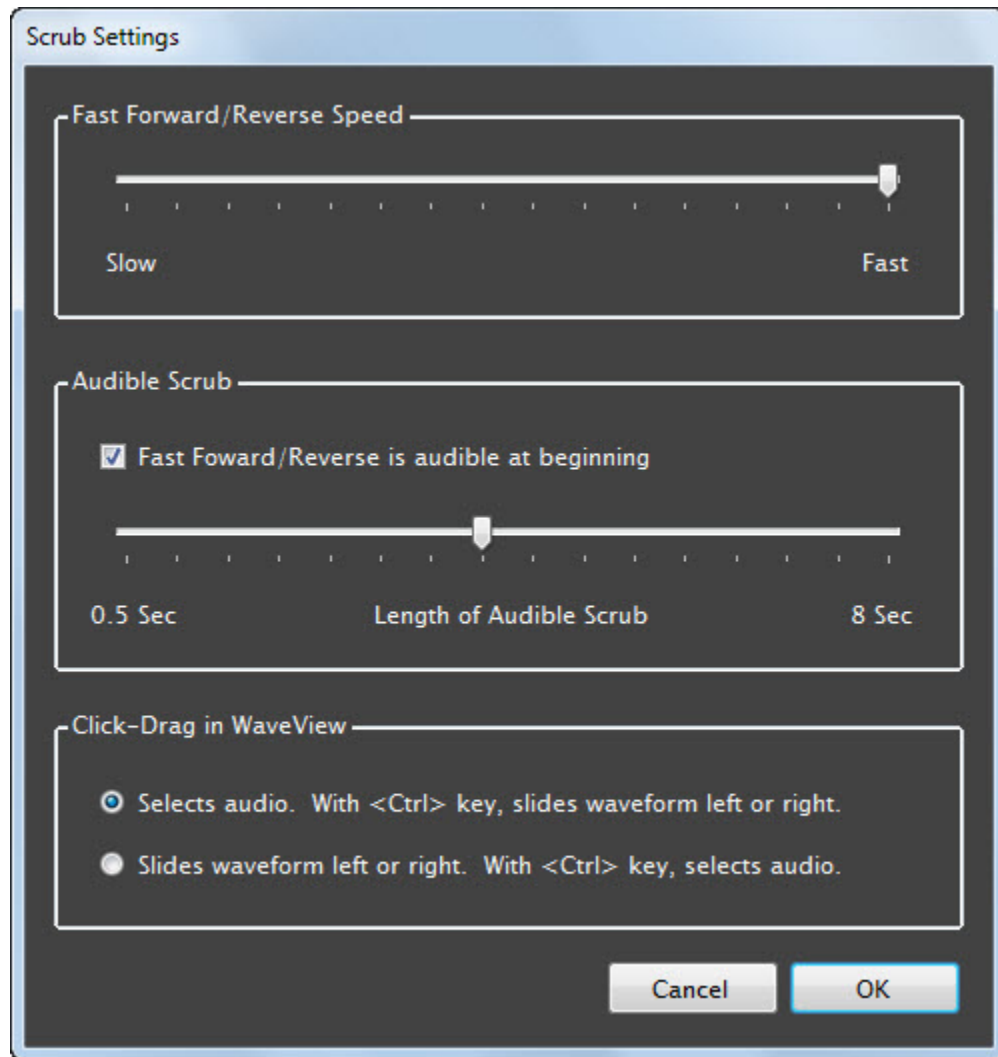 Scrub Settings
Fast Forward/Reverse Speed
Slow Fast
Audible Scrub
Fast Foward/Reverse is audible at beginning
0.5 Sec Length of Audible Scrub 8 Sec
Click-Drag in WaveView
Selects audio. With <Ctrl> key, slides waveform left or right.
Slides waveform left or right. With <Ctrl> key, selects audio.
Cancel OK